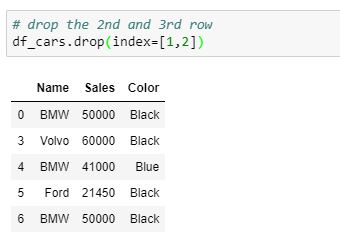 # drop the 2nd and 3rd row
df_cars.drop(index=[1,2])
Name Sales Color
0 BMW 50000 Black
3 Volvo 60000 Black
4 BMW 41000 Blue
5 Ford 21450 Black
6 BMW 50000 Black